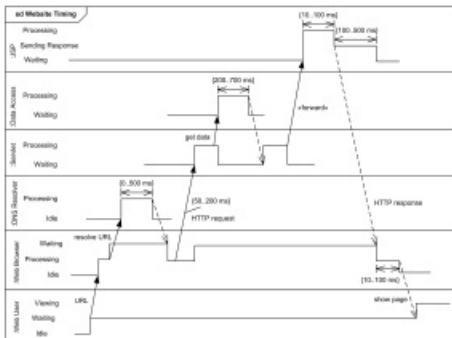 sd Website Timing
{10..100 ms}
{100..500 ms}
:JSP
Processing
Sending Response
Waiting
{200..700 ms}
:Data Access
Processing
Waiting
«forward»
get data
:Servlet
Processing
Waiting
{0..500 ms}
:DNS Resolver
Processing
Idle
{50..200 ms}
HTTP request
HTTP response
resolve URL
:Web Browser
Waiting
Processing
Idle
{10..100 ms}
:Web User
Viewing
Waiting
Idle
URL
show page